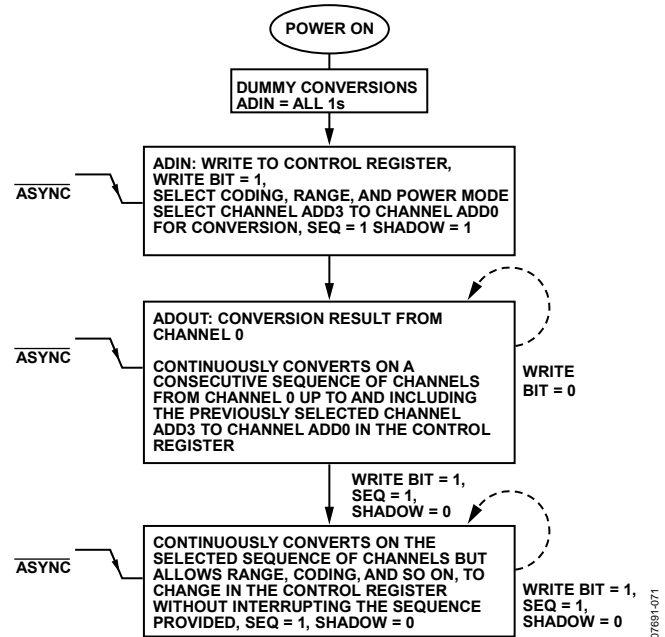 POWER ON
DUMMY CONVERSIONS
ADIN = ALL 1s
ASYNC
ADIN: WRITE TO CONTROL REGISTER,
WRITE BIT = 1,
SELECT CODING, RANGE, AND POWER MODE
SELECT CHANNEL ADD3 TO CHANNEL ADD0
FOR CONVERSION, SEQ = 1 SHADOW = 1
ASYNC
ADOUT: CONVERSION RESULT FROM
CHANNEL 0
CONTINUOUSLY CONVERTS ON A
CONSECUTIVE SEQUENCE OF CHANNELS
FROM CHANNEL 0 UP TO AND INCLUDING
THE PREVIOUSLY SELECTED CHANNEL
ADD3 TO CHANNEL ADD0 IN THE CONTROL
REGISTER
WRITE
BIT = 0
WRITE BIT = 1,
SEQ = 1,
SHADOW = 0
ASYNC
CONTINUOUSLY CONVERTS ON THE
SELECTED SEQUENCE OF CHANNELS BUT
ALLOWS RANGE, CODING, AND SO ON, TO
CHANGE IN THE CONTROL REGISTER
WITHOUT INTERRUPTING THE SEQUENCE
PROVIDED, SEQ = 1, SHADOW = 0
WRITE BIT = 1,
SEQ = 1,
SHADOW = 0